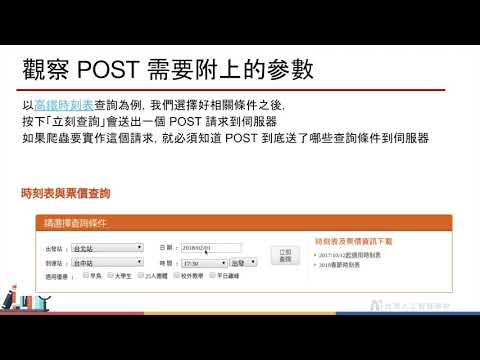 觀察 POST 需要附上的參數
以高鐵時刻表查詢為例, 我們選擇好相關條件之後,
按下「立刻查詢」會送出一個 POST 請求到伺服器
如果爬蟲要實作這個請求, 就必須知道 POST 到底送了哪些查詢條件到伺服器
時刻表與票價查詢
請選擇查詢條件
出發站 : 台北站 日 期 : 2018/02/01 立即查詢
到達站 : 台中站 時 間 : 17:30 出發
適用優惠 : 早鳥 大學生 25人團體 校外教學 平日離峰
時刻表及票價資訊下載
2017/10/12起適用時刻表
2018春節時刻表
台灣人工智慧學校